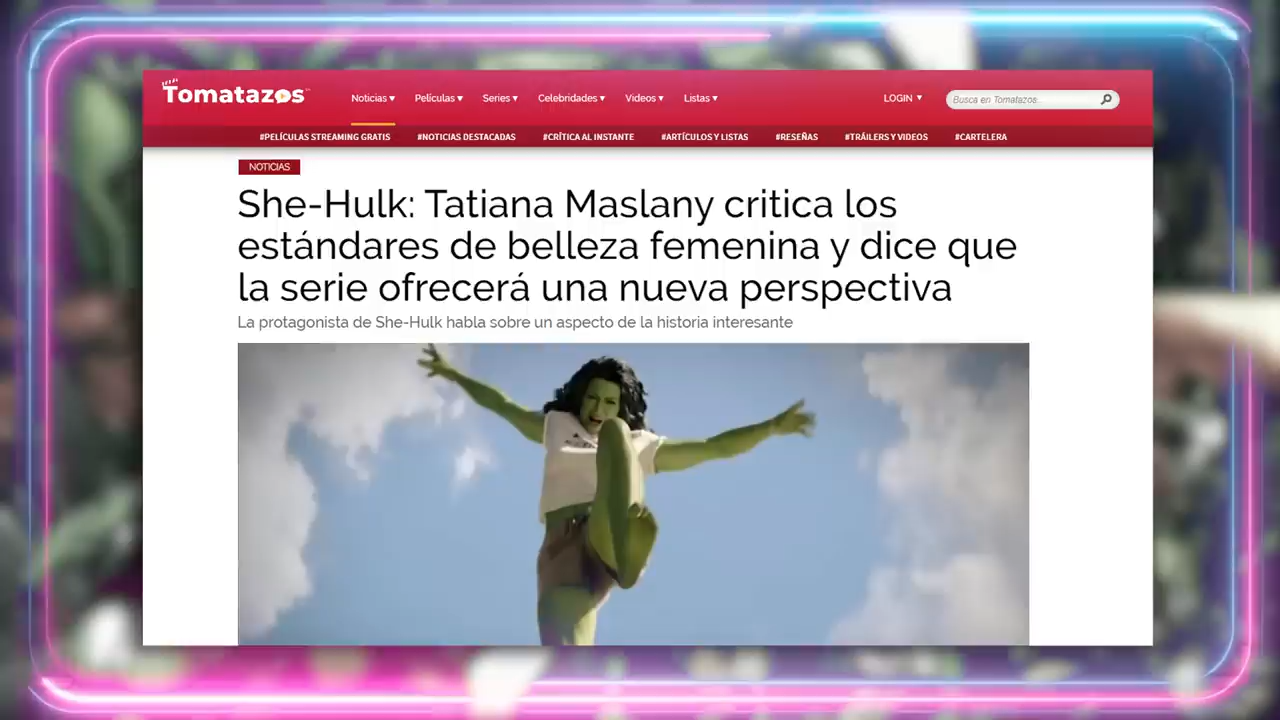 Tomatazos
Noticias Películas Series Celebridades Videos Listas LOGIN Busca en Tomatazos...
#PELÍCULAS STREAMING GRATIS #NOTICIAS DESTACADAS #CRÍTICA AL INSTANTE #ARTÍCULOS Y LISTAS #RESEÑAS #TRÁILERS Y VIDEOS #CARTELERA
NOTICIAS
She-Hulk: Tatiana Maslany critica los
estándares de belleza femenina y dice que
la serie ofrecerá una nueva perspectiva
La protagonista de She-Hulk habla sobre un aspecto de la historia interesante